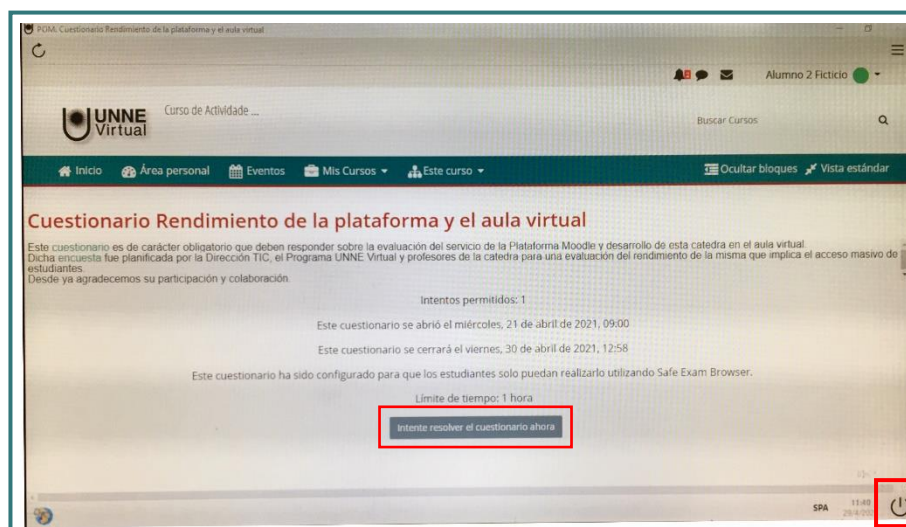 POM: Cuestionario Rendimiento de la plataforma y el aula virtual
Alumno 2 Ficticio
UNNE
Virtual
Curso de Actividade ...
Buscar Cursos
Inicio Área personal Eventos Mis Cursos Este curso Ocultar bloques Vista estándar
Cuestionario Rendimiento de la plataforma y el aula virtual
Este cuestionario es de carácter obligatorio que deben responder sobre la evaluación del servicio de la Plataforma Moodle y desarrollo de esta catedra en el aula virtual.
Dicha encuesta fue planificada por la Dirección TIC, el Programa UNNE Virtual y profesores de la catedra para una evaluación del rendimiento de la misma que implica el acceso masivo de
estudiantes.
Desde ya agradecemos su participación y colaboración.
Intentos permitidos: 1
Este cuestionario se abrió el miércoles, 21 de abril de 2021, 09:00
Este cuestionario se cerrará el viernes, 30 de abril de 2021, 12:58
Este cuestionario ha sido configurado para que los estudiantes solo puedan realizarlo utilizando Safe Exam Browser.
Límite de tiempo: 1 hora
Intente resolver el cuestionario ahora
SPA